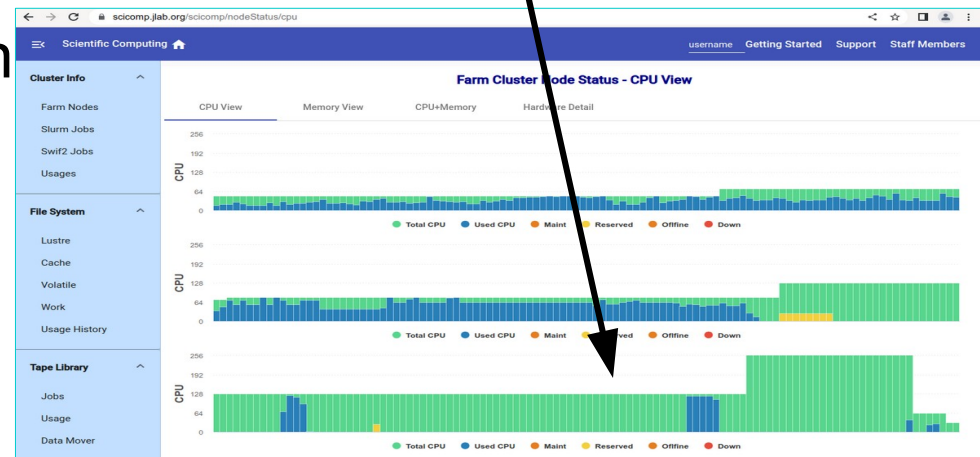 scicomp.jlab.org/scicomp/nodeStatus/cpu
n
Scientific Computing
username Getting Started Support Staff Members
Cluster Info
Farm Nodes
Slurm Jobs
Swif2 Jobs
Usages
File System
Lustre
Cache
Volatile
Work
Usage History
Tape Library
Jobs
Usage
Data Mover
Farm Cluster Node Status - CPU View
CPU View Memory View CPU+Memory Hardware Detail
CPU
256
192
128
64
0
Total CPU Used CPU Maint Reserved Offline Down
CPU
256
192
128
64
0
Total CPU Used CPU Maint Reserved Offline Down
CPU
256
192
128
64
0
Total CPU Used CPU Maint Reserved Offline Down